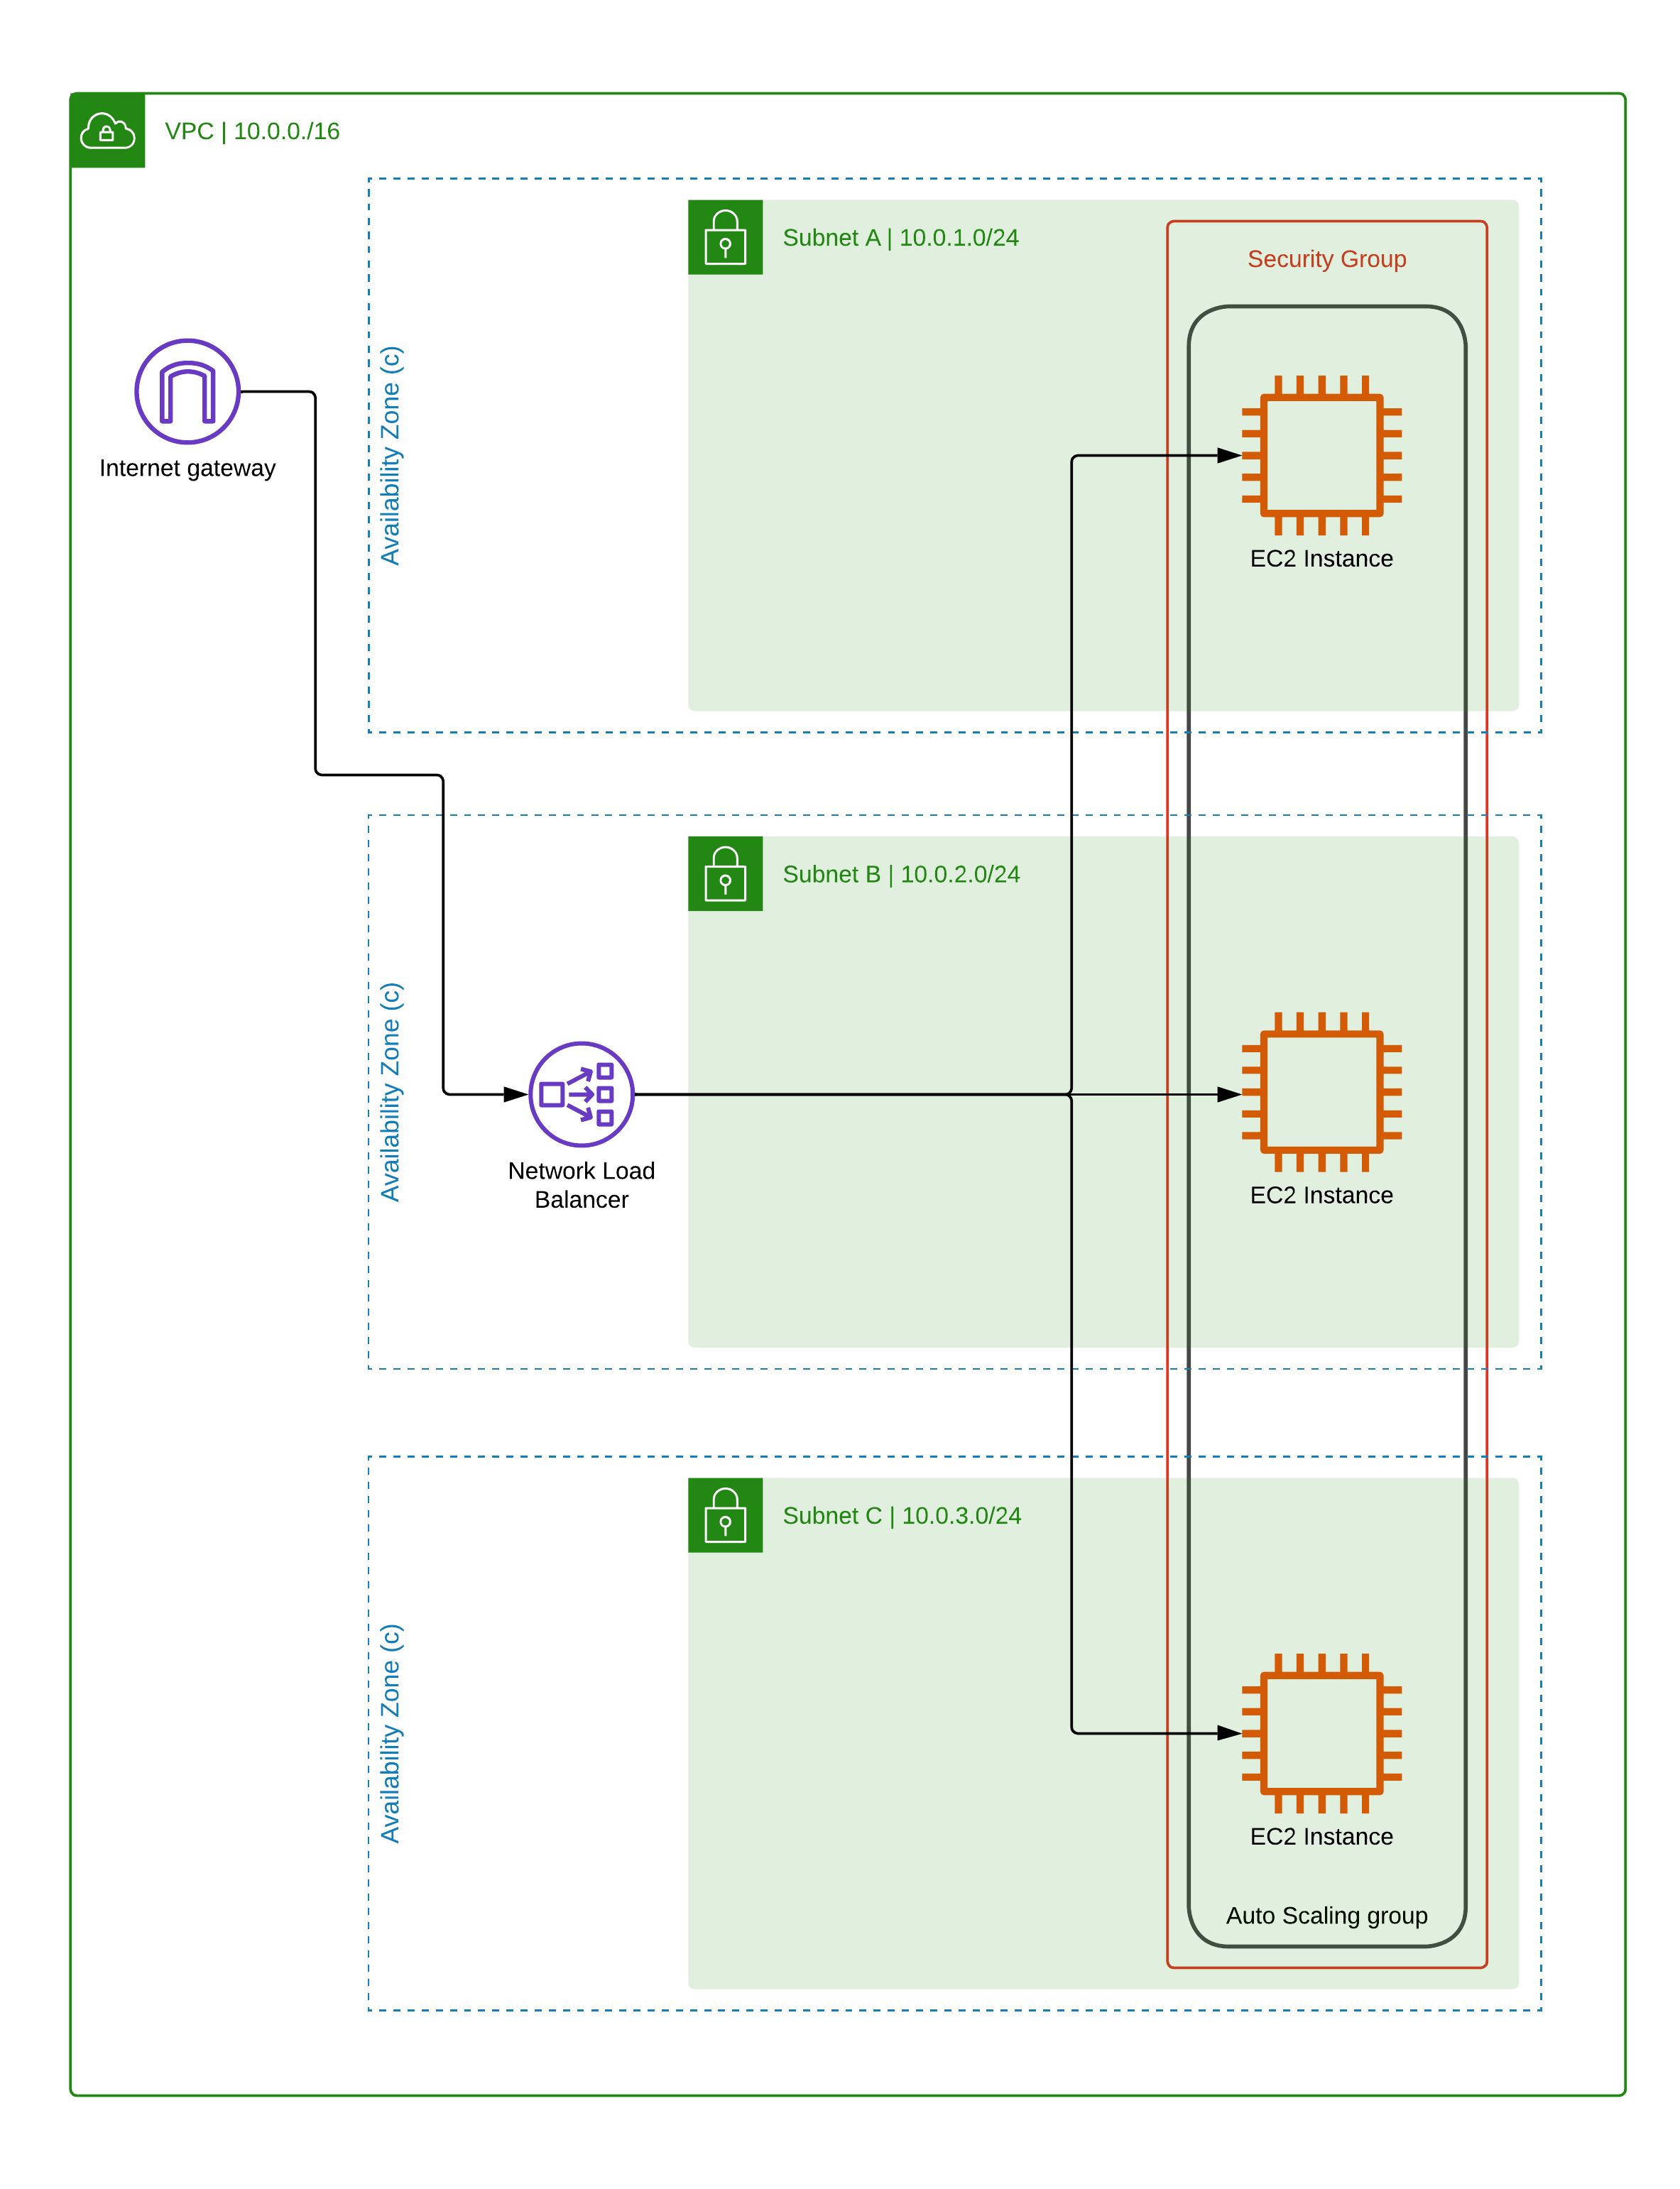 VPC | 10.0.0./16
Subnet A | 10.0.1.0/24
Security Group
Availability Zone (c)
Internet gateway
EC2 Instance
Subnet B | 10.0.2.0/24
Availability Zone (c)
Network Load
Balancer
EC2 Instance
Subnet C | 10.0.3.0/24
Availability Zone (c)
EC2 Instance
Auto Scaling group